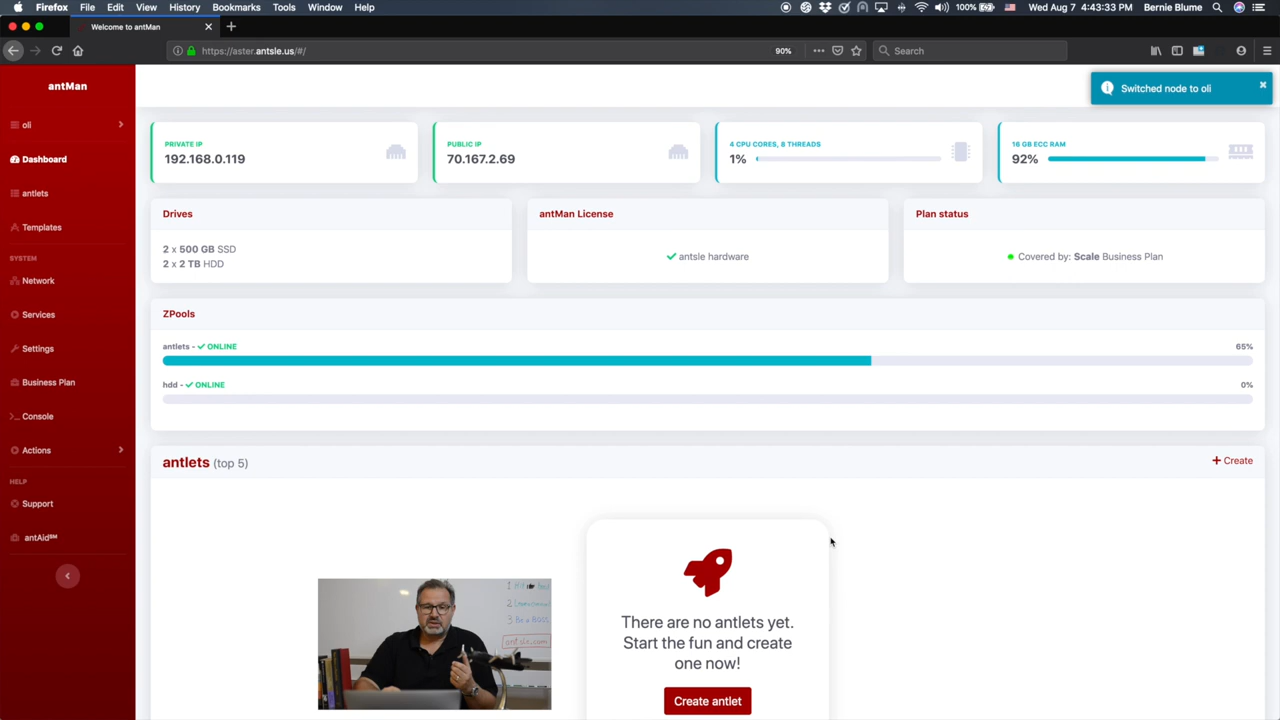 Firefox File Edit View History Bookmarks Tools Window Help
Wed Aug 7 4:45:33 PM Bernie Blume
Welcome to antMan
https://aster.antsle.us/#/
90%
Search
antMan
Switched node to oli
oli
Dashboard
antlets
Templates
SYSTEM
Network
Services
Settings
Business Plan
Console
Actions
HELP
Support
antAid℠
PRIVATE IP
192.168.0.119
PUBLIC IP
70.167.2.69
4 CPU CORES, 8 THREADS
1%
16 GB ECC RAM
92%
Drives
2 x 500 GB SSD
2 x 2 TB HDD
antMan License
antsle hardware
Plan status
Covered by: Scale Business Plan
ZPools
antlets - ✓ ONLINE
65%
hdd - ✓ ONLINE
0%
antlets (top 5)
+ Create
There are no antlets yet.
Start the fun and create
one now!
Create antlet
3 Be a BOSS
antsle.com